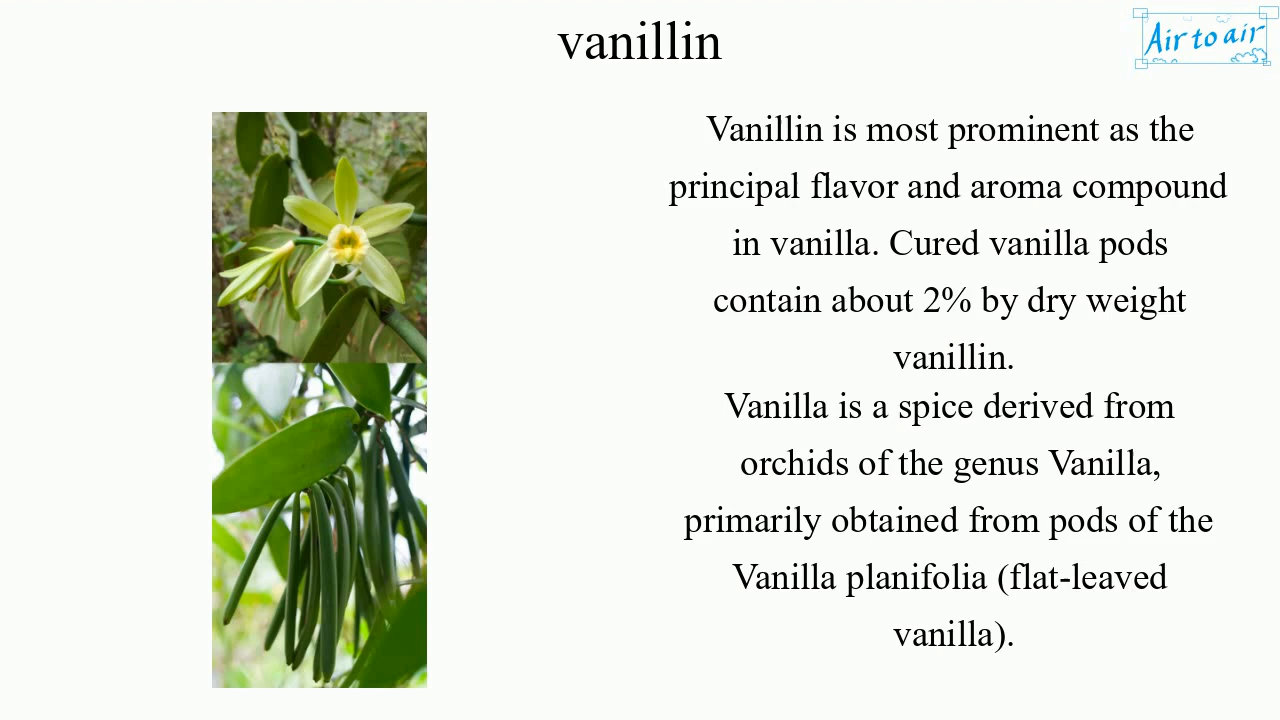 vanillin
Air to air
Vanillin is most prominent as the
principal flavor and aroma compound
in vanilla. Cured vanilla pods
contain about 2% by dry weight
vanillin.
Vanilla is a spice derived from
orchids of the genus Vanilla,
primarily obtained from pods of the
Vanilla planifolia (flat-leaved
vanilla).